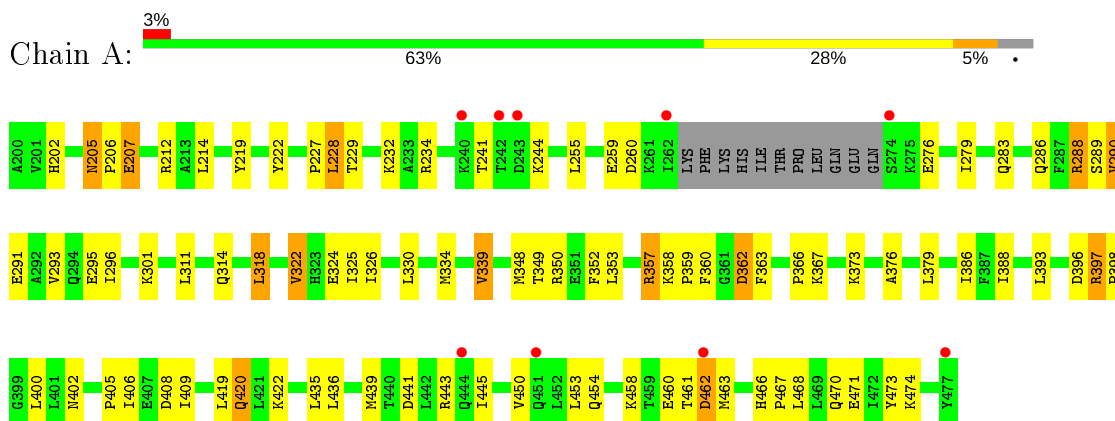 3%
Chain A:
63% 28% 5% •
A200 V201 H202 N205 P206 E207 R212 A213 L214 Y219 Y222 P227 L228 T229 K232 A233 R234 K240 T241 T242 D243 K244 L255 E259 D260 K261 I262 LYS PHE LYS HIS ILE THR PRO LEU GLN GLU GLN S274 K275 E276 I279 Q283 Q286 F287 R288 S289 V290
E291 A292 V293 Q294 E295 I296 K301 L311 Q314 L318 V322 H323 E324 I325 I326 L330 M334 V339 M348 T349 R350 E351 F352 L353 R357 K358 P359 F360 G361 D362 F363 P366 K367 K373 A376 L379 I386 F387 I388 L393 D396 R397 P398
G399 L400 L401 N402 P405 I406 E407 D408 I409 L419 Q420 L421 K422 L435 L436 M439 T440 D441 L442 R443 Q444 I445 V450 Q451 L452 L453 Q454 K458 T459 E460 T461 D462 M463 H466 P467 L468 L469 Q470 E471 I472 Y473 K474 Y477